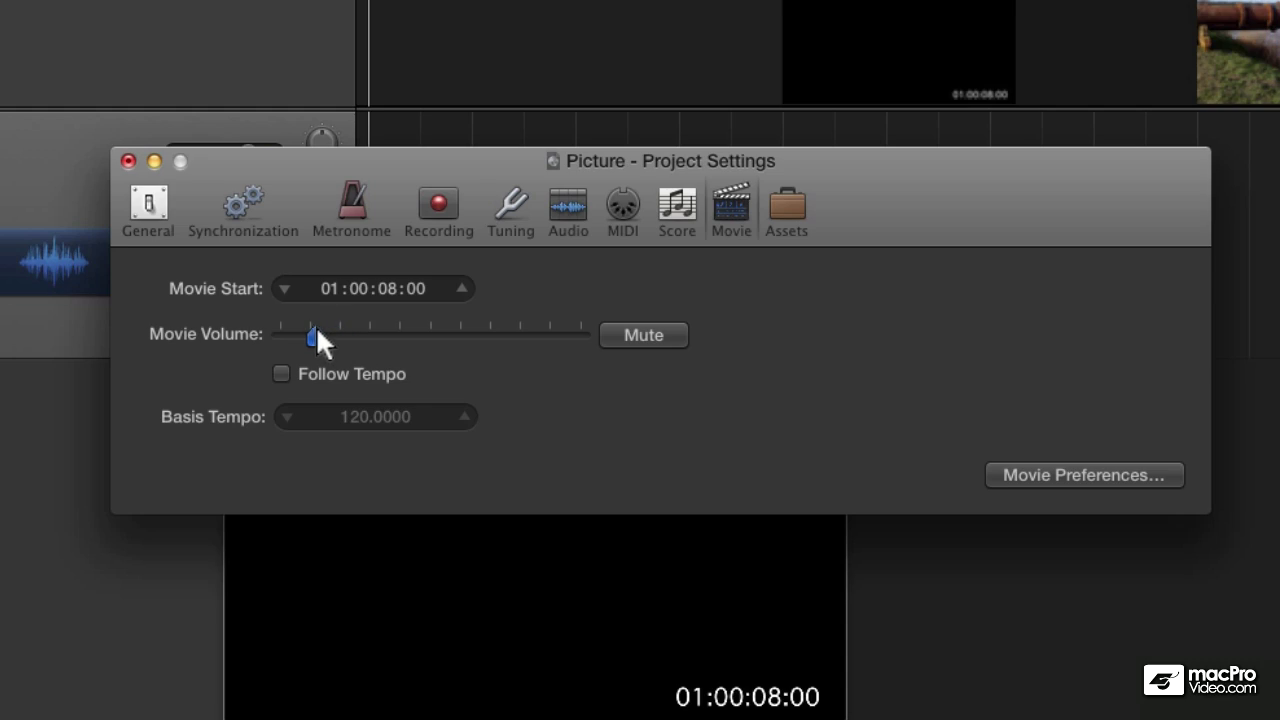 01:00:08:00
Picture - Project Settings
General Synchronization Metronome Recording Tuning Audio MIDI Score Movie Assets
Movie Start: 01:00:08:00
Movie Volume: Mute
Follow Tempo
Basis Tempo: 120.0000
Movie Preferences...
01:00:08:00
macPro
Video.com